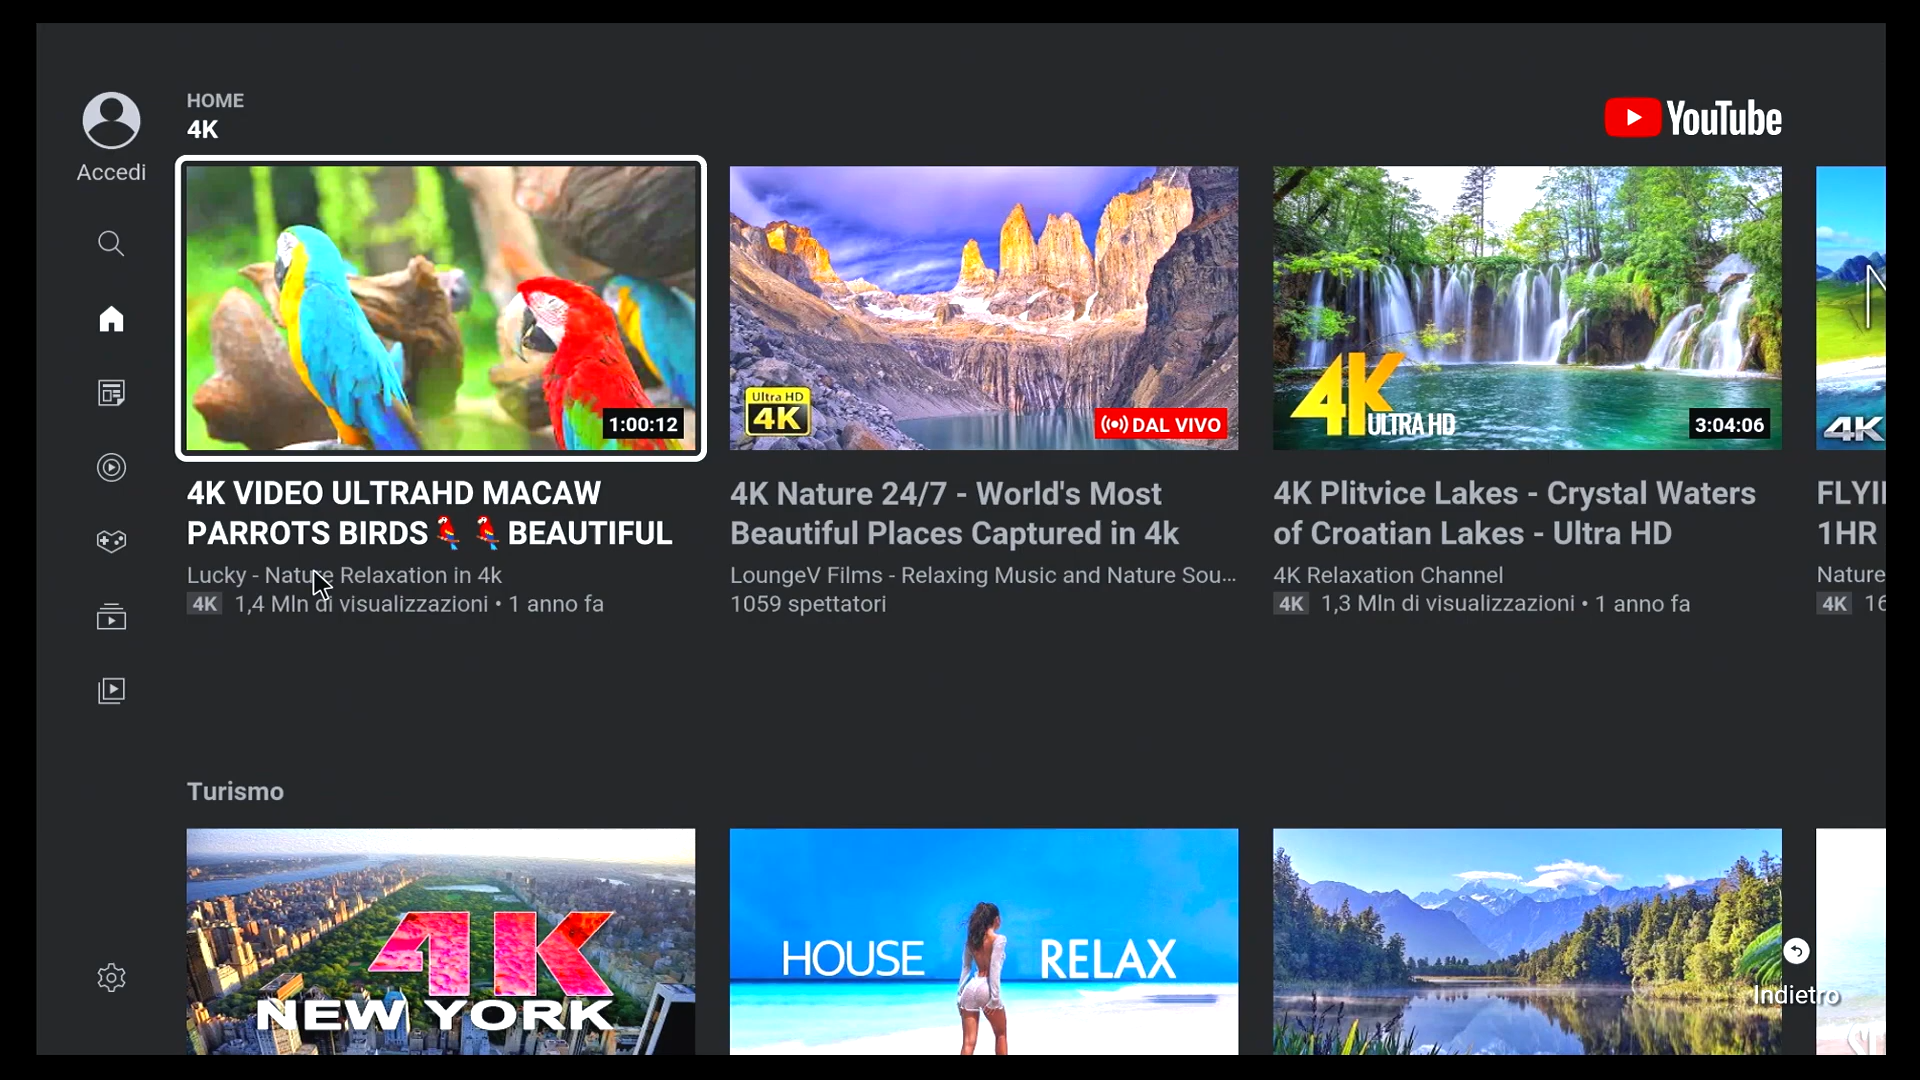 HOME
4K
YouTube
Accedi
1:00:12
Ultra HD
4K
DAL VIVO
4K
ULTRA HD
3:04:06
4K
4K VIDEO ULTRAHD MACAW
PARROTS BIRDS🦜 🦜 BEAUTIFUL
Lucky - Nature Relaxation in 4k
4K 1,4 Mln di visualizzazioni • 1 anno fa
4K Nature 24/7 - World's Most
Beautiful Places Captured in 4k
LoungeV Films - Relaxing Music and Nature Sou...
1059 spettatori
4K Plitvice Lakes - Crystal Waters
of Croatian Lakes - Ultra HD
4K Relaxation Channel
4K 1,3 Mln di visualizzazioni • 1 anno fa
1HR
Nature
4K
Turismo
4K
NEW YORK
HOUSE RELAX
Indietro